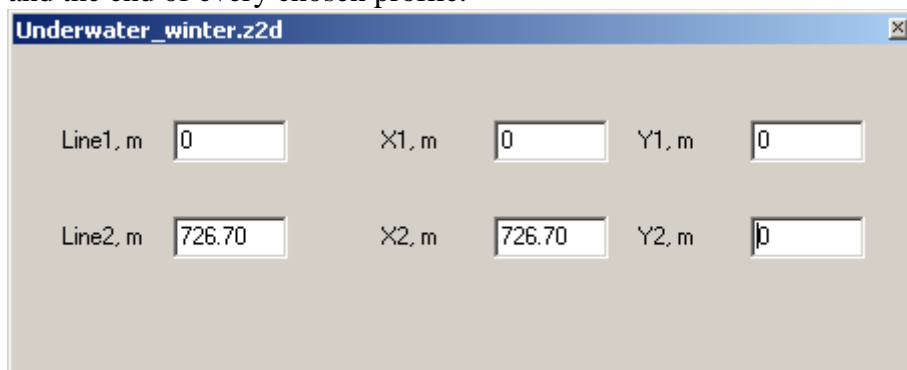 and the end of every chosen profile.
Underwater_winter.z2d
Line1, m 0 X1, m 0 Y1, m 0
Line2, m 726.70 X2, m 726.70 Y2, m 0